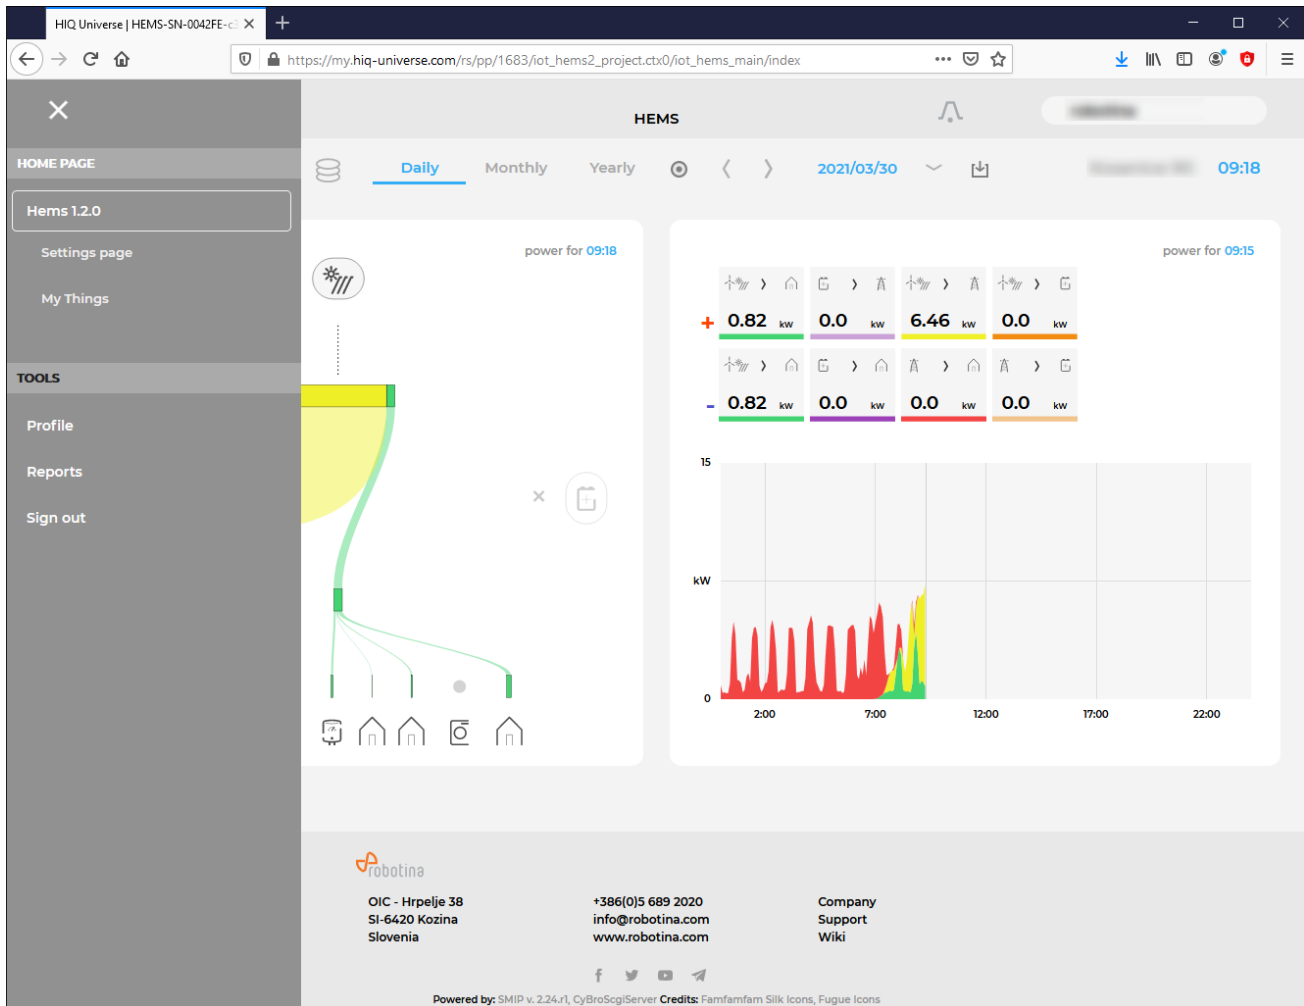 HIQ Universe | HEMS-SN-0042FE-c3
https://my.hiq-universe.com/rs/pp/1683/iot_hems2_project.ctx0/iot_hems_main/index
HEMS
HOME PAGE
Hems 1.2.0
Settings page
My Things
TOOLS
Profile
Reports
Sign out
Daily Monthly Yearly 2021/03/30 09:18
power for 09:18
power for 09:15
+ 0.82 kW 0.0 kW 6.46 kW 0.0 kW
- 0.82 kW 0.0 kW 0.0 kW 0.0 kW
15
kW
0
2:00 7:00 12:00 17:00 22:00
robotina
OIC - Hrpelje 38
SI-6420 Kozina
Slovenia
+386(0)5 689 2020
info@robotina.com
www.robotina.com
Company
Support
Wiki
Powered by: SMIP v. 2.24.r1, CyBroScgiServer Credits: Famfamfam Silk Icons, Fugue Icons